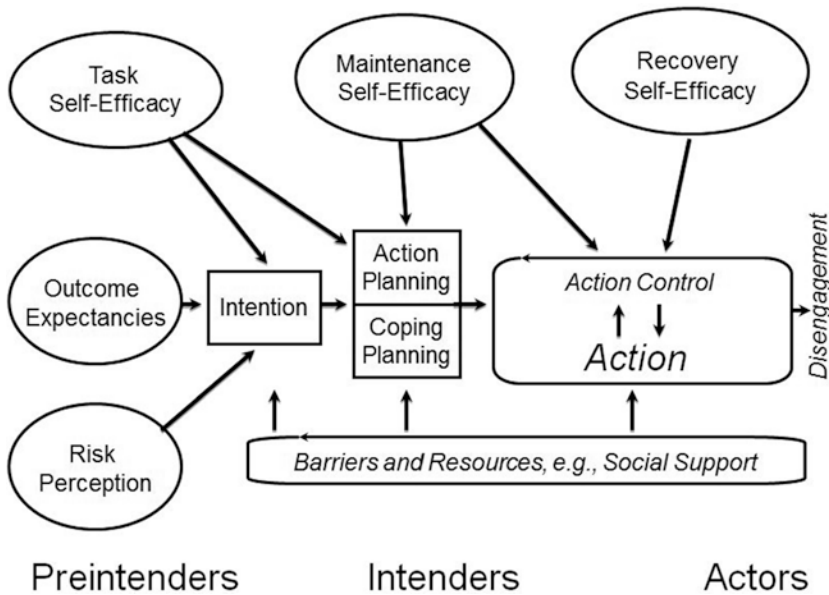 Task
Self-Efficacy
Maintenance
Self-Efficacy
Recovery
Self-Efficacy
Outcome
Expectancies
Intention
Action
Planning
Coping
Planning
Action Control
Action
Disengagement
Risk
Perception
Barriers and Resources, e.g., Social Support
Preintenders
Intenders
Actors